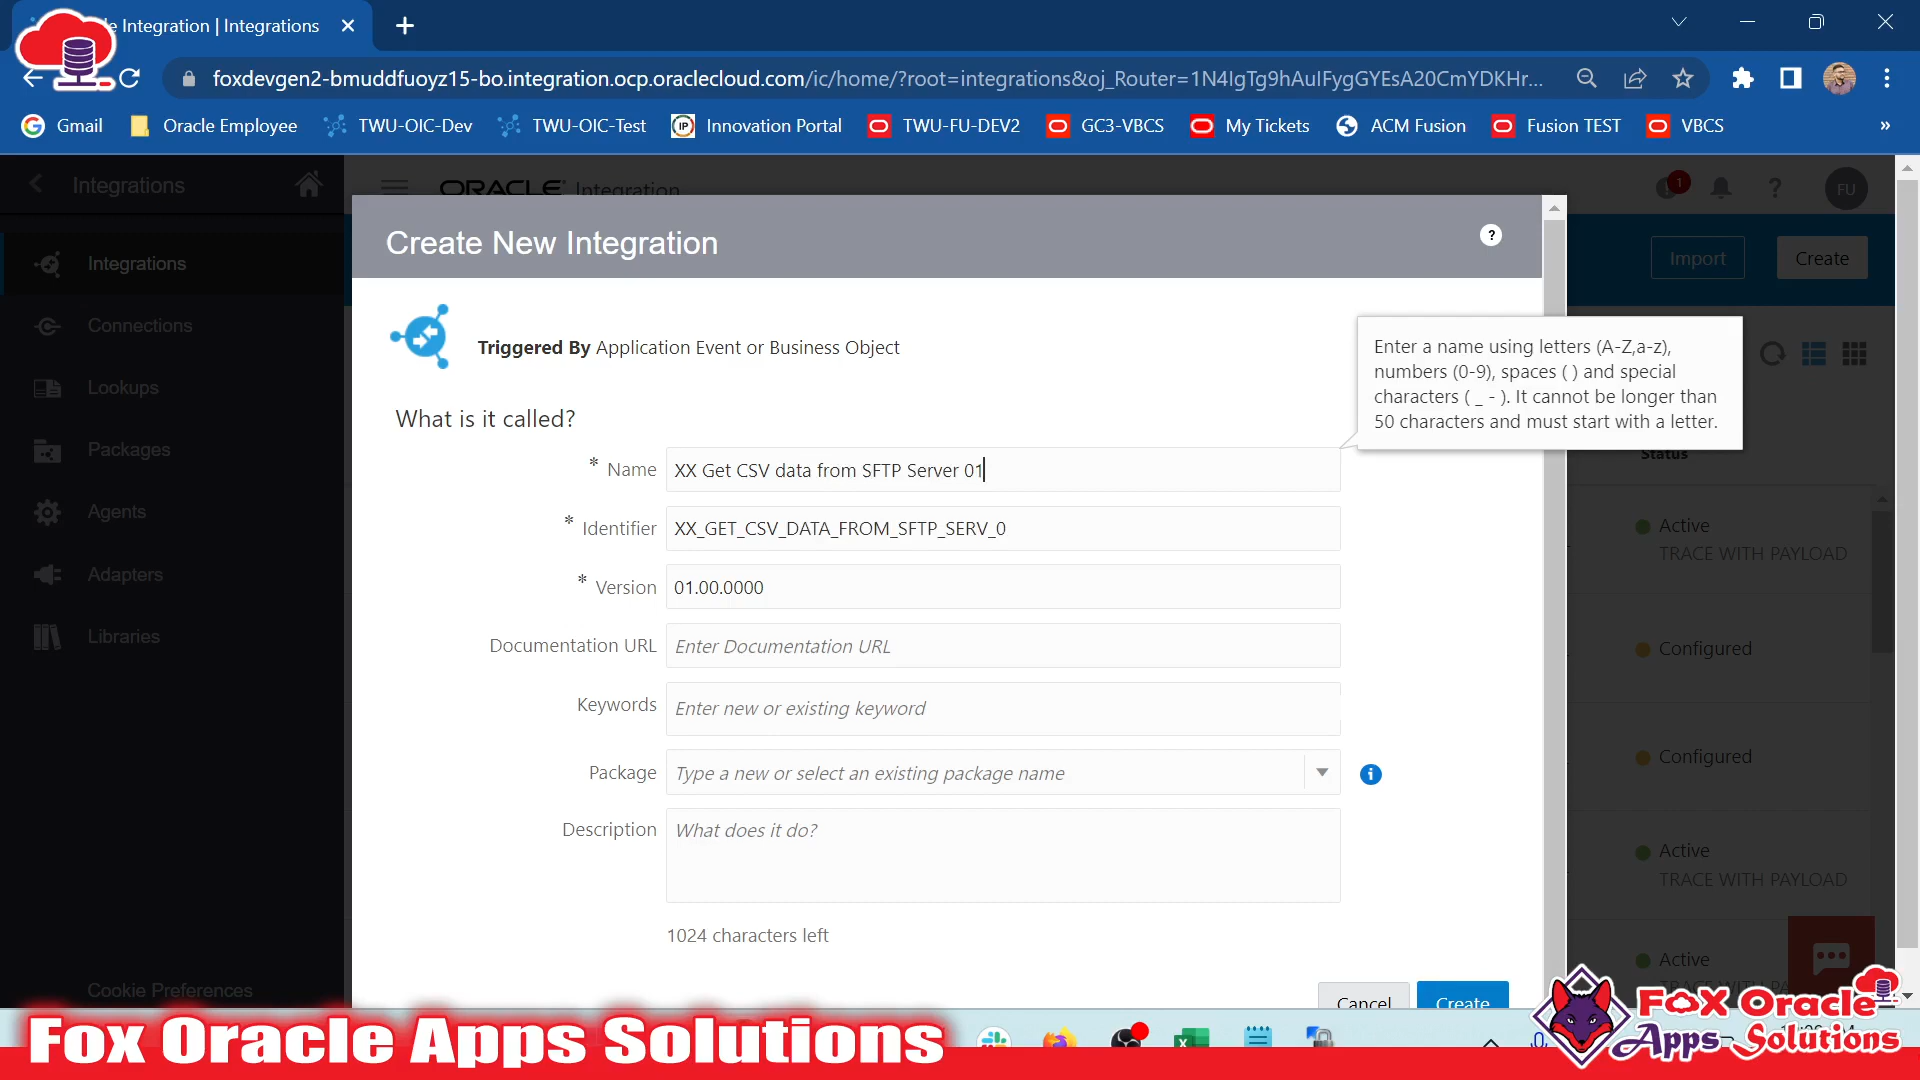 Integration | Integrations
foxdevgen2-bmuddfuoyz15-bo.integration.ocp.oraclecloud.com/ic/home/?root=integrations&oj_Router=1N4IgTg9hAuIFygGYEsA20CmYDKHr...
Gmail Oracle Employee TWU-OIC-Dev TWU-OIC-Test Innovation Portal TWU-FU-DEV2 GC3-VBCS My Tickets ACM Fusion Fusion TEST VBCS »
Integrations
ORACLE Integration
1
?
FU
Create New Integration
?
Import
Create
Integrations
Connections
Lookups
Packages
Agents
Adapters
Libraries
Cookie Preferences
Triggered By Application Event or Business Object
Enter a name using letters (A-Z,a-z),
numbers (0-9), spaces ( ) and special
characters ( _ - ). It cannot be longer than
50 characters and must start with a letter.
What is it called?
* Name XX Get CSV data from SFTP Server 01
* Identifier XX_GET_CSV_DATA_FROM_SFTP_SERV_0
* Version 01.00.0000
Documentation URL Enter Documentation URL
Keywords Enter new or existing keyword
Package Type a new or select an existing package name
Description What does it do?
1024 characters left
Cancel
Create
Status
Active
TRACE WITH PAYLOAD
Configured
Configured
Active
TRACE WITH PAYLOAD
Active
Fox Oracle Apps Solutions
FoX Oracle
Apps Solutions